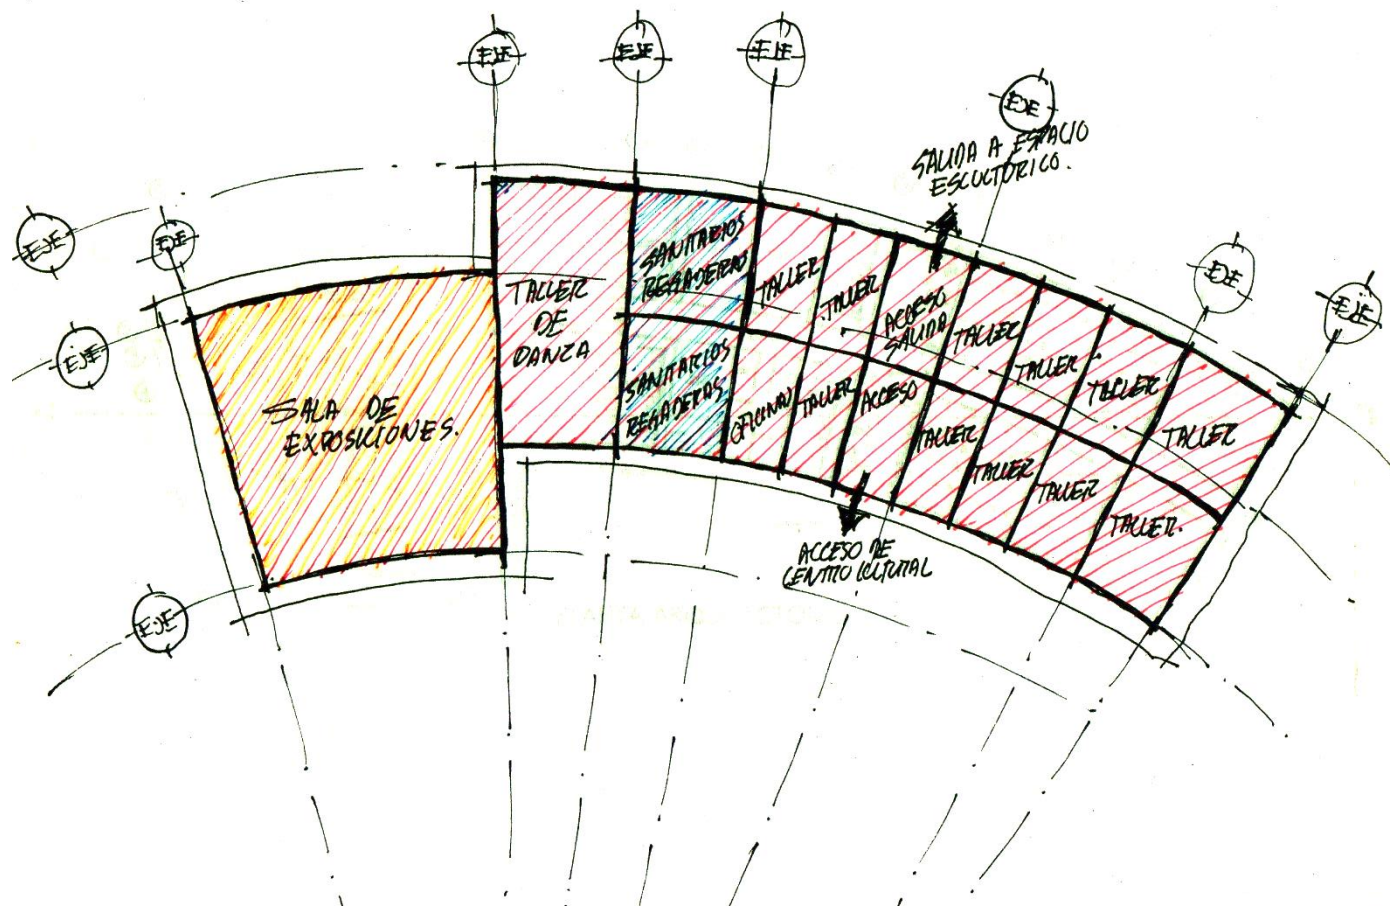 EJE
EJE
EJE
EJE
SALIDA A ESPACIO
ESCULTÓRICO.
EJE
EJE
EJE
EJE
EJE
EJE
SALA DE
EXPOSICIONES.
TALLER
DE
DANZA
SANITARIOS
REGADERAS
SANITARIOS
REGADERAS
TALLER
TALLER
ACCESO
SALIDA
TALLER
TALLER
TALLER
TALLER
(OFICINA)
TALLER
ACCESO
TALLER
TALLER
TALLER
TALLER.
ACCESO DE
CENTRO CULTURAL